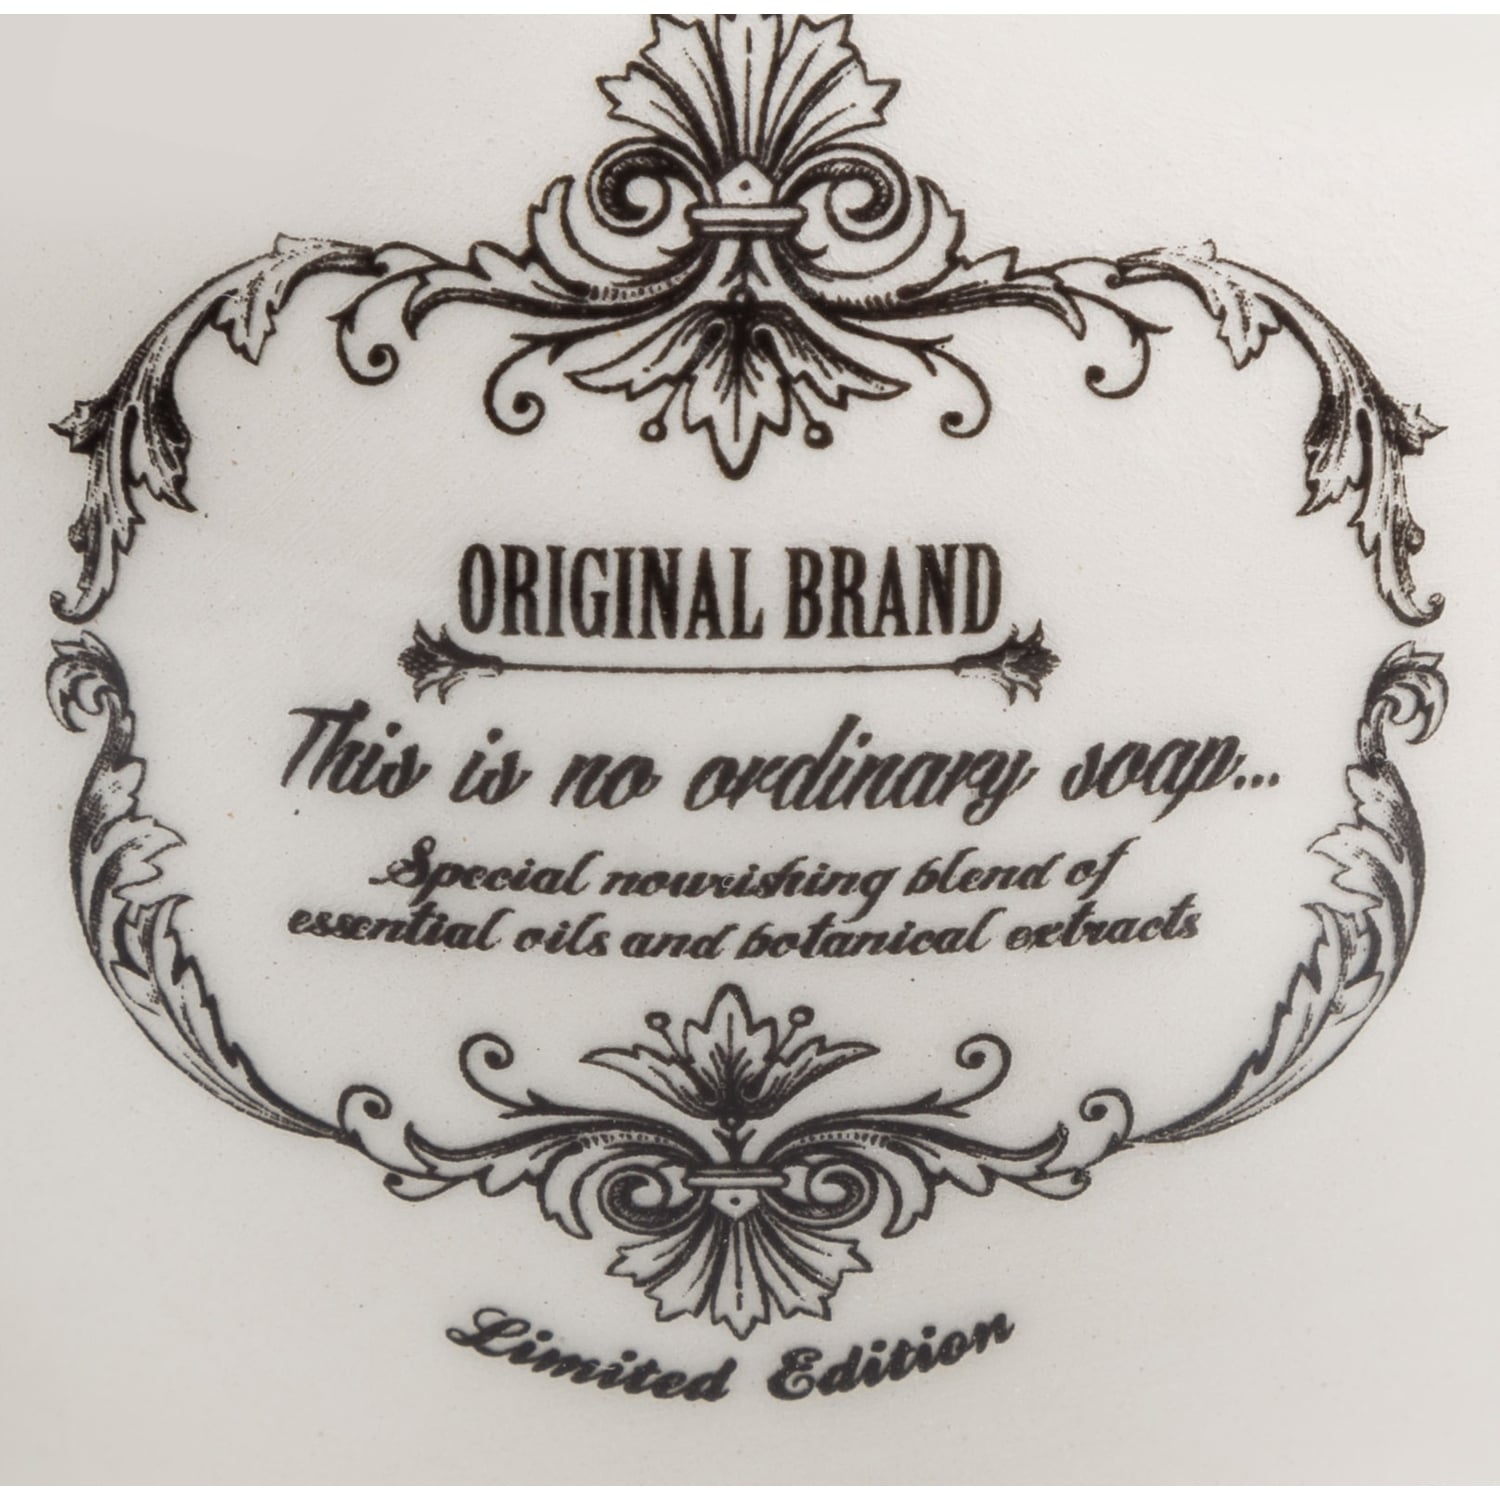 ORIGINAL BRAND
This is no ordinary soap...
Special nourishing blend of
essential oils and botanical extracts
Limited Edition